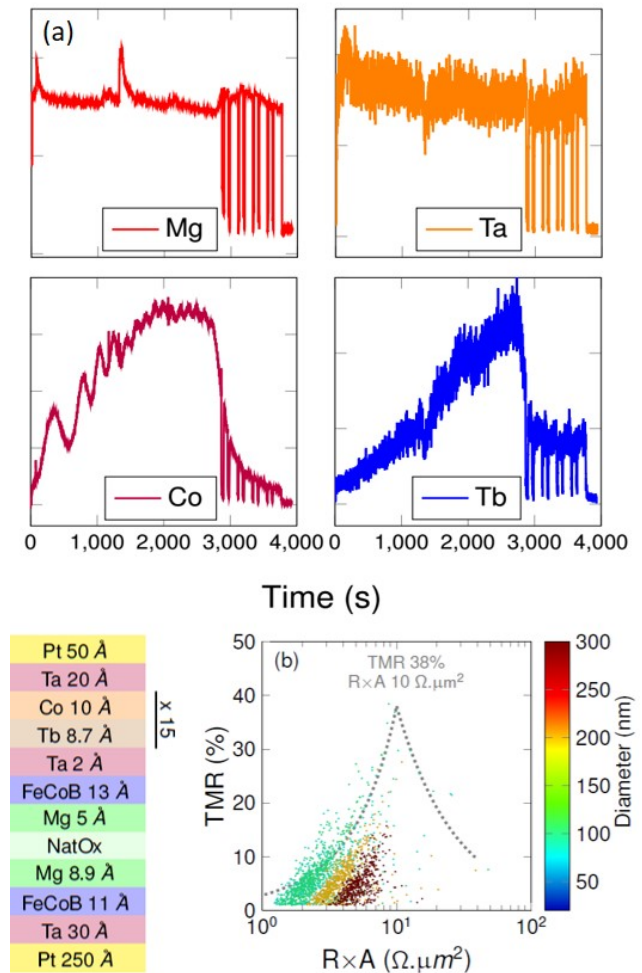 (a)
Mg
Ta
Co
Tb
0 1,000 2,000 3,000 4,000
0 1,000 2,000 3,000 4,000
Time (s)
Pt 50 Å
Ta 20 Å
Co 10 Å
Tb 8.7 Å
x 15
Ta 2 Å
FeCoB 13 Å
Mg 5 Å
NatOx
Mg 8.9 Å
FeCoB 11 Å
Ta 30 Å
Pt 250 Å
(b)
TMR 38%
R×A 10 Ω.μm²
TMR (%)
50
40
30
20
10
0
10⁰ 10¹ 10²
R×A (Ω.μm²)
300
250
200
150
100
50
Diameter (nm)